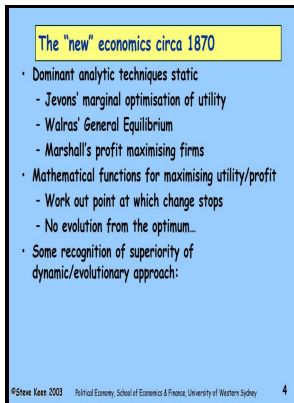 The “new” economics circa 1870
• Dominant analytic techniques static
- Jevons’ marginal optimisation of utility
- Walras’ General Equilibrium
- Marshall’s profit maximising firms
• Mathematical functions for maximising utility/profit
- Work out point at which change stops
- No evolution from the optimum…
• Some recognition of superiority of
dynamic/evolutionary approach:
©Steve Keen 2003 Political Economy, School of Economics & Finance, University of Western Sydney 4